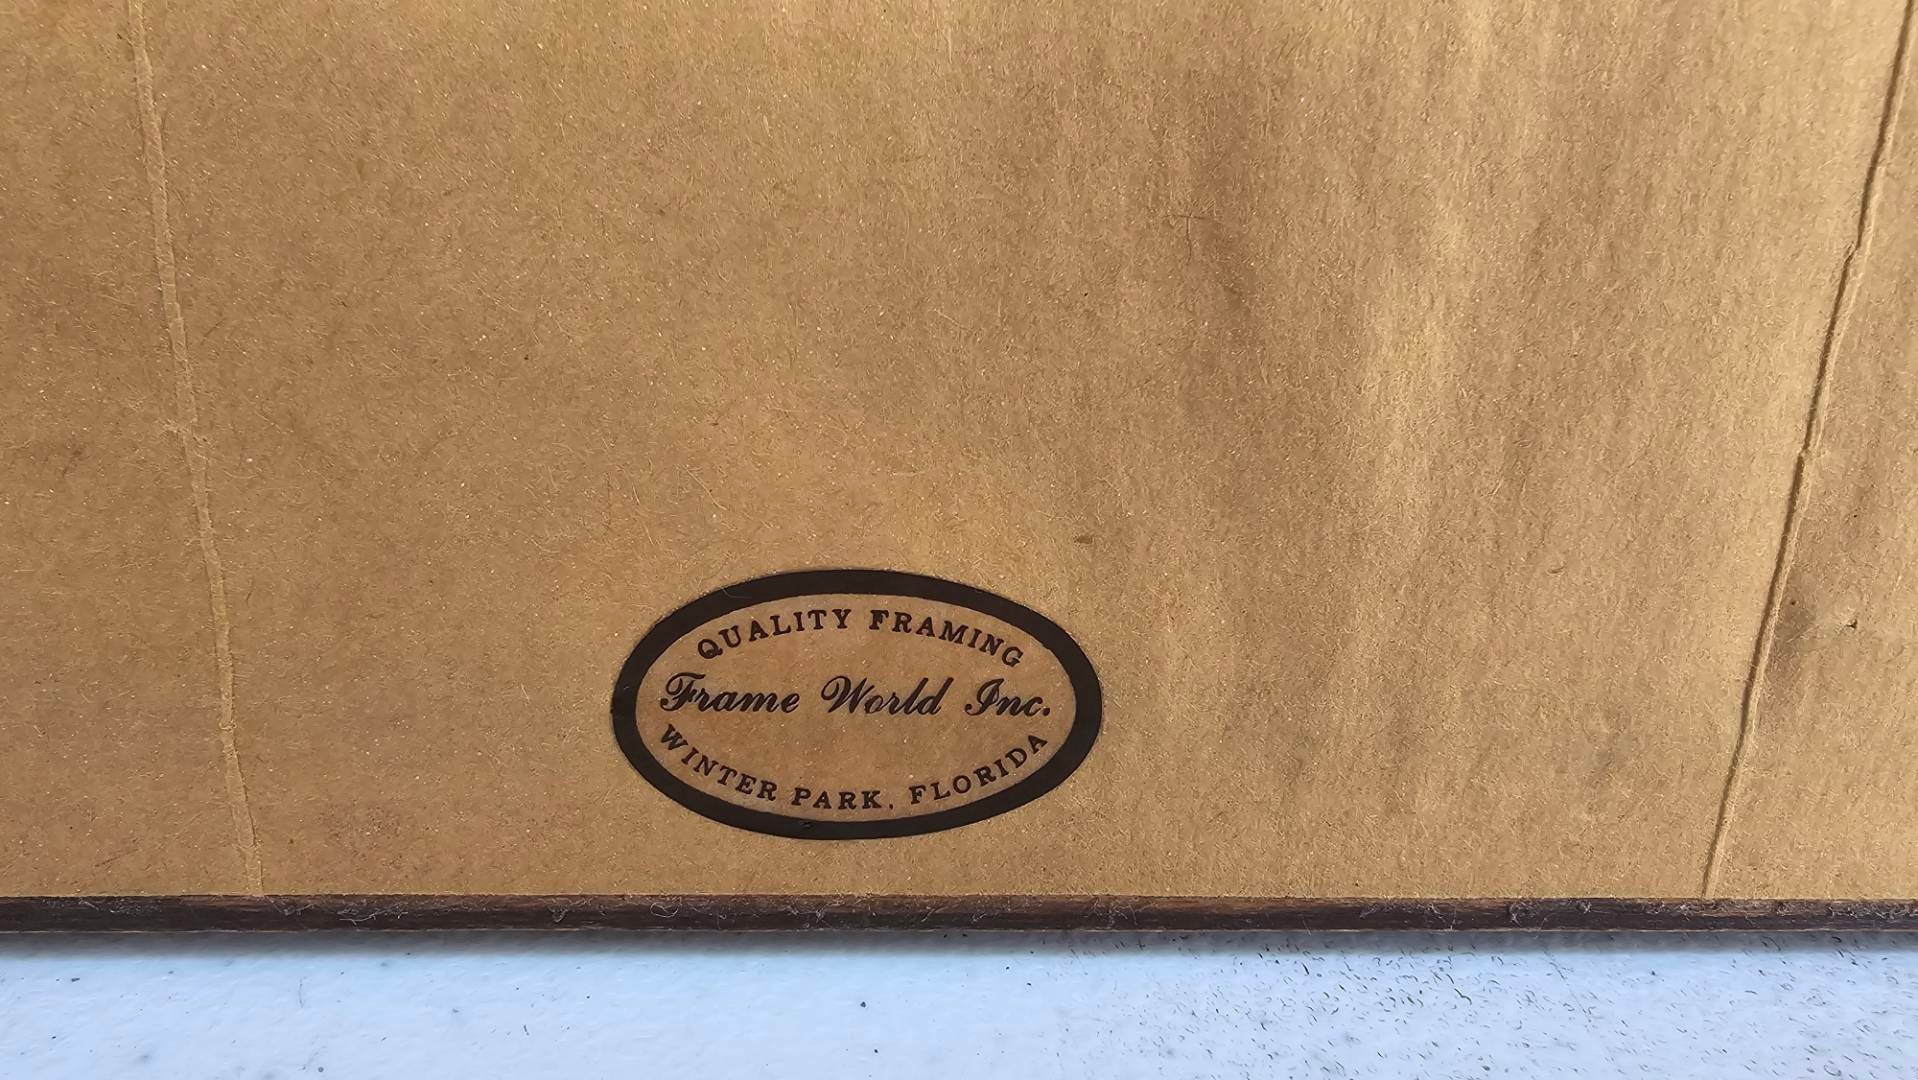 QUALITY FRAMING
Frame World Inc.
WINTER PARK, FLORIDA